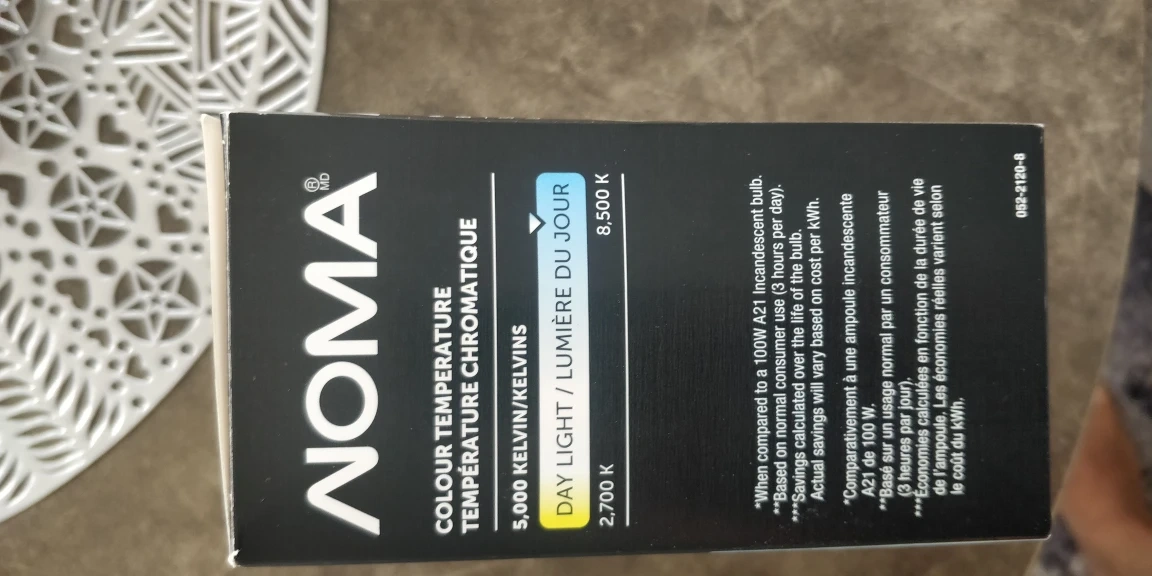 NOMA® MD
COLOUR TEMPERATURE
TEMPÉRATURE CHROMATIQUE
5,000 KELVIN/KELVINS
DAY LIGHT / LUMIÈRE DU JOUR
2,700 K 8,500 K
*When compared to a 100W A21 Incandescent bulb.
**Based on normal consumer use (3 hours per day).
***Savings calculated over the life of the bulb.
Actual savings will vary based on cost per kWh.
*Comparativement à une ampoule incandescente
A21 de 100 W.
**Basé sur un usage normal par un consommateur
(3 heures par jour).
***Économies calculées en fonction de la durée de vie
de l'ampoule. Les économies réelles varient selon
le coût du kWh.
052-2120-8